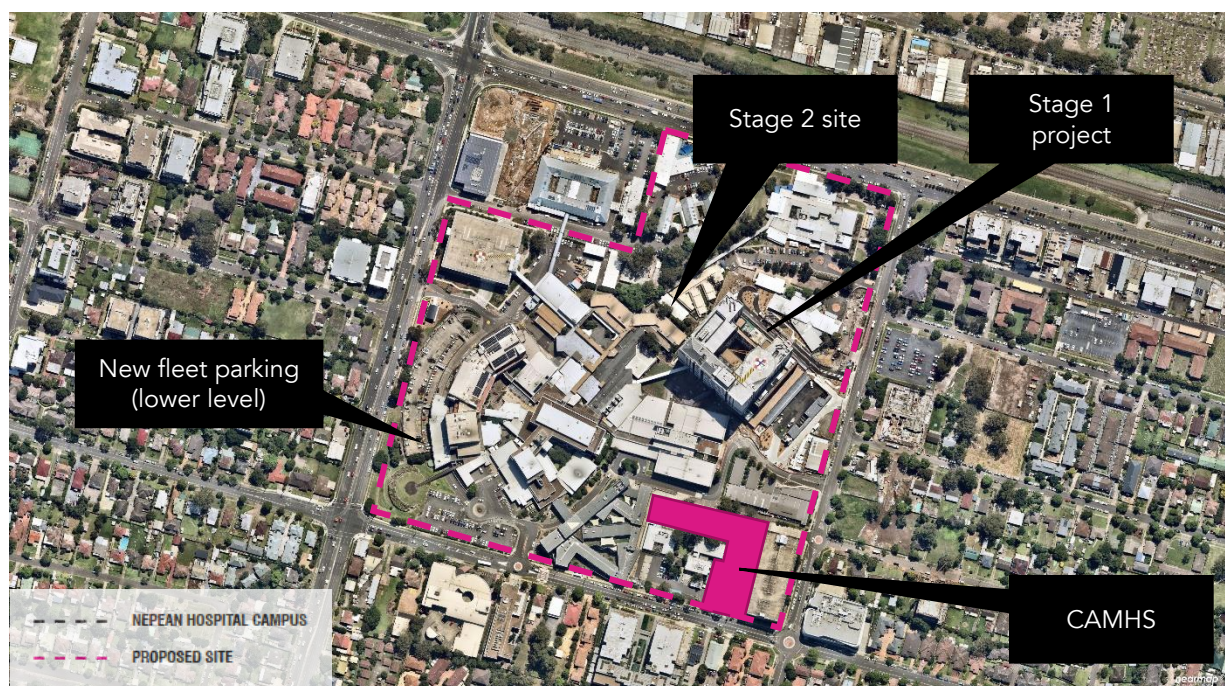 Stage 2 site
Stage 1
project
New fleet parking
(lower level)
CAMHS
NEPEAN HOSPITAL CAMPUS
PROPOSED SITE
nearmap